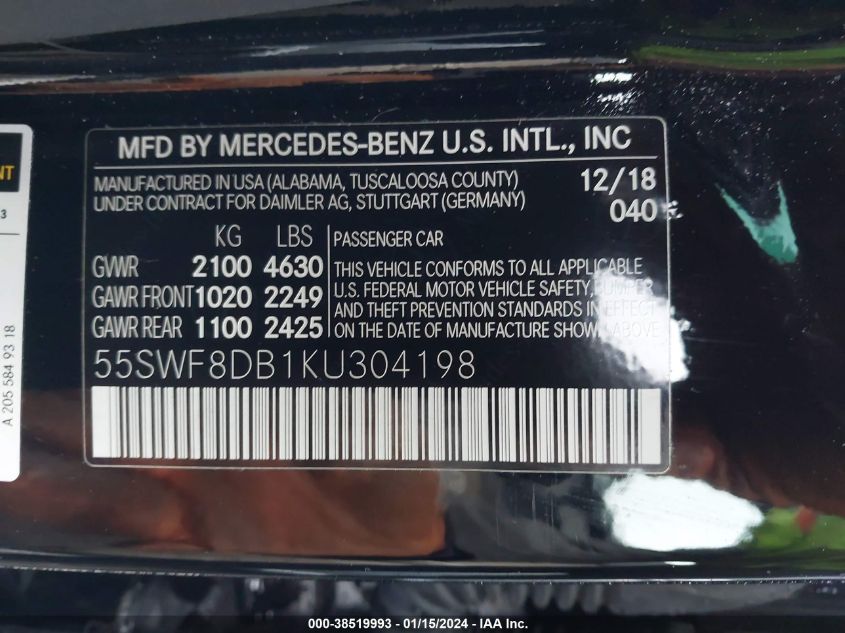 MFD BY MERCEDES-BENZ U.S. INTL., INC
MANUFACTURED IN USA (ALABAMA, TUSCALOOSA COUNTY) 12/18
UNDER CONTRACT FOR DAIMLER AG, STUTTGART (GERMANY) 040
KG LBS PASSENGER CAR
GVWR 2100 4630 THIS VEHICLE CONFORMS TO ALL APPLICABLE
GAWR FRONT 1020 2249 U.S. FEDERAL MOTOR VEHICLE SAFETY, BUMPER
AND THEFT PREVENTION STANDARDS IN EFFECT
GAWR REAR 1100 2425 ON THE DATE OF MANUFACTURE SHOWN ABOVE.
55SWF8DB1KU304198
NT
3
A 205 584 93 18
000-38519993 - 01/15/2024 - IAA Inc.